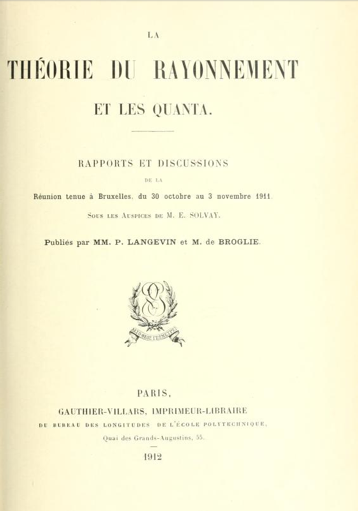 LA
THÉORIE DU RAYONNEMENT
ET LES QUANTA.
RAPPORTS ET DISCUSSIONS
DE LA
Réunion tenue à Bruxelles, du 30 octobre au 3 novembre 1911.
SOUS LES AUSPICES DE M. E. SOLVAY.
Publiés par MM. P. LANGEVIN et M. de BROGLIE.
PARIS,
GAUTHIER-VILLARS, IMPRIMEUR-LIBRAIRE
DU BUREAU DES LONGITUDES DE L'ÉCOLE POLYTECHNIQUE,
Quai des Grands-Augustins, 55.
1912